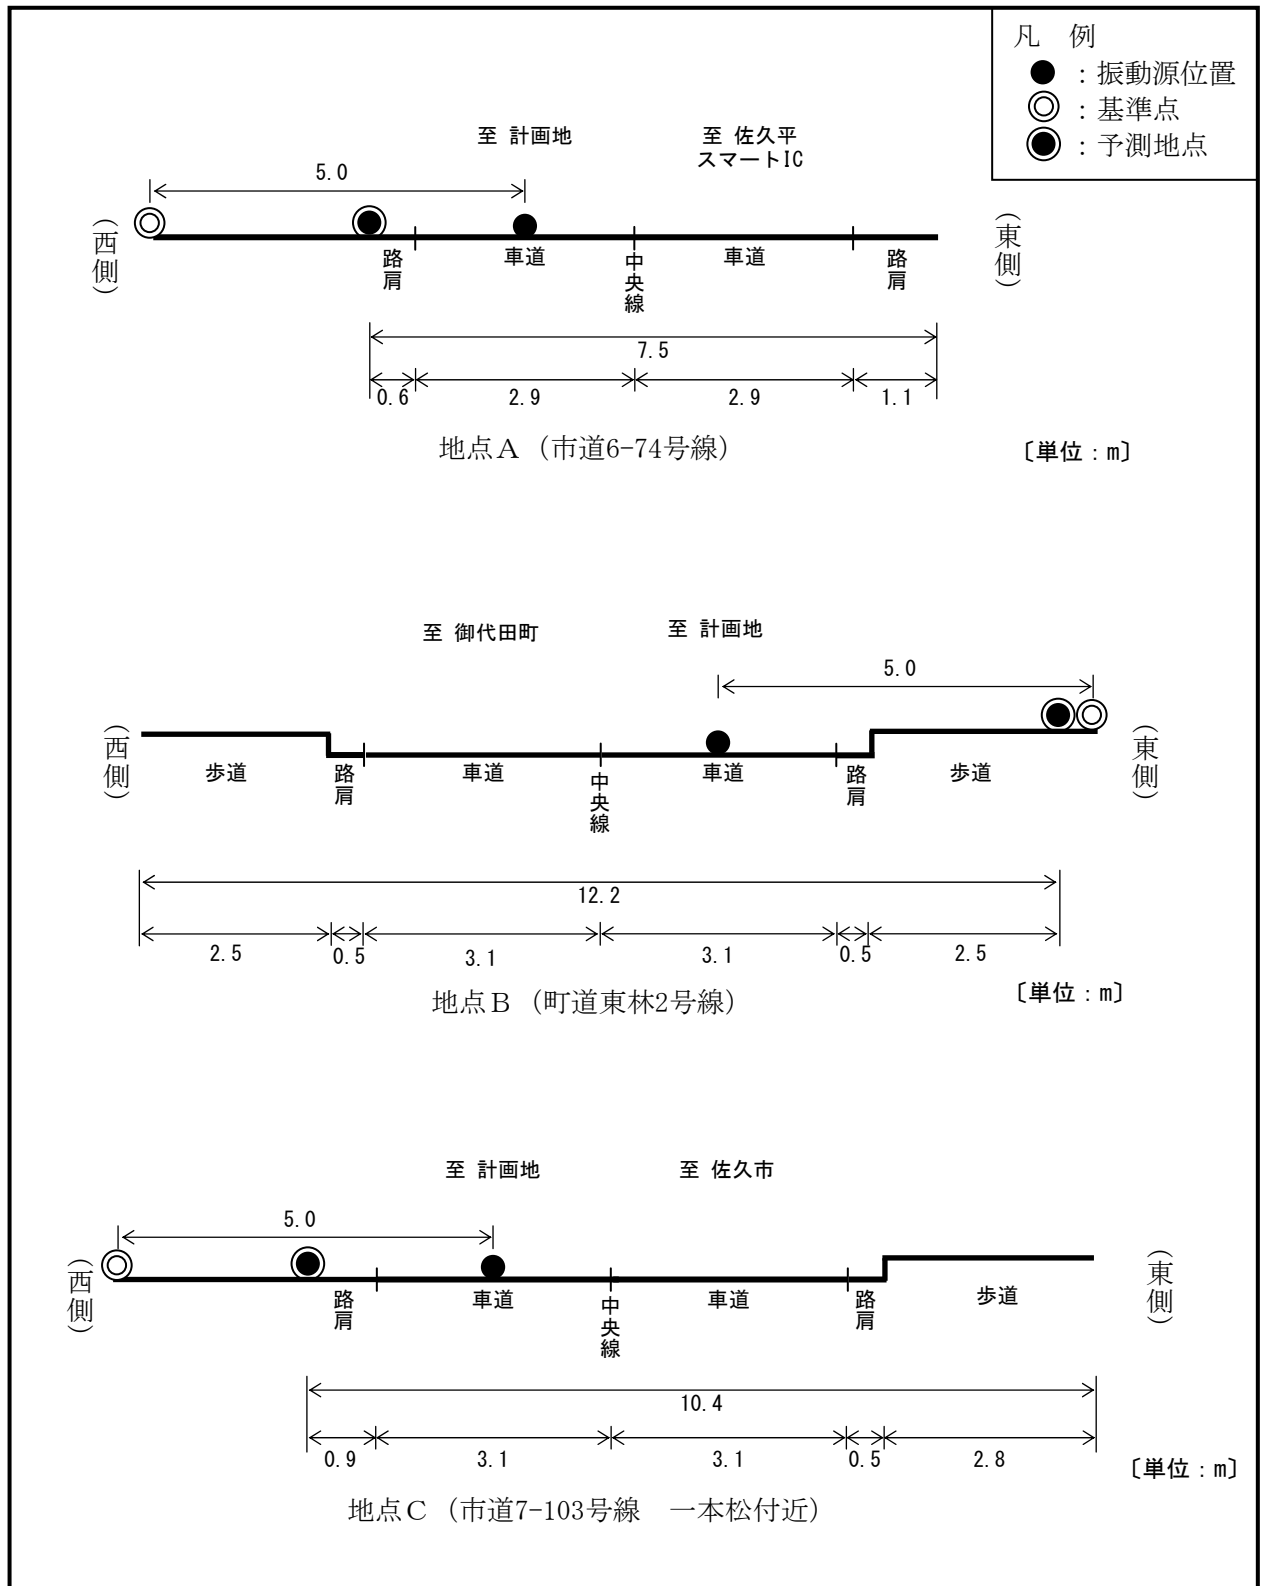 凡　例
：振動源位置
：基準点
：予測地点
至 計画地
至 佐久平
スマートIC
5.0
（西側）
（東側）
路肩
車道
中央線
車道
路肩
7.5
0.6
2.9
2.9
1.1
地点Ａ（市道6-74号線）
〔単位：m〕
至 御代田町
至 計画地
5.0
（西側）
（東側）
歩道
路肩
車道
中央線
車道
路肩
歩道
12.2
2.5
0.5
3.1
3.1
0.5
2.5
地点Ｂ（町道東林2号線）
〔単位：m〕
至 計画地
至 佐久市
5.0
（西側）
（東側）
路肩
車道
中央線
車道
路肩
歩道
10.4
0.9
3.1
3.1
0.5
2.8
〔単位：m〕
地点Ｃ（市道7-103号線　一本松付近）